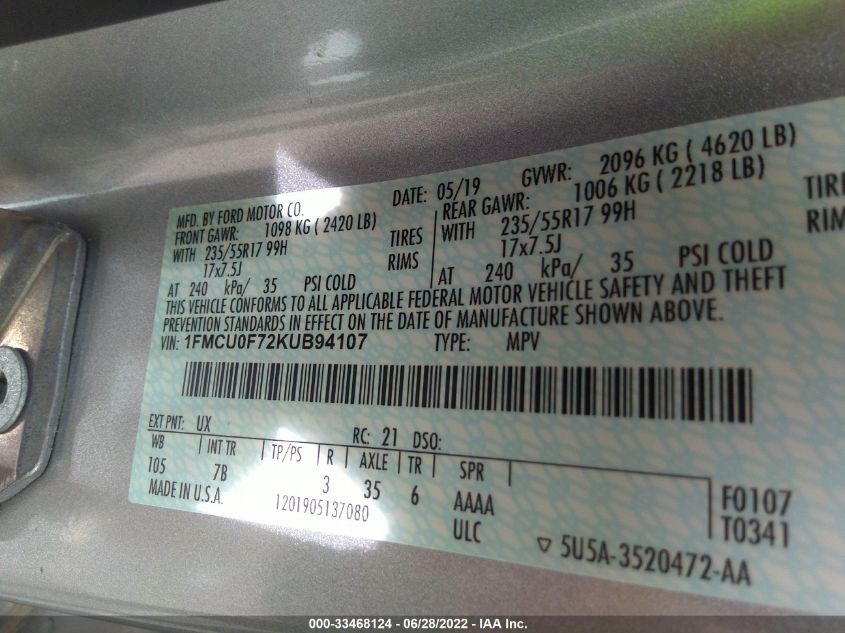 MFD. BY FORD MOTOR CO. DATE: 05/19 GVWR: 2096 KG ( 4620 LB)
FRONT GAWR: 1098 KG ( 2420 LB) REAR GAWR: 1006 KG ( 2218 LB)
WITH 235/55R17 99H TIRES WITH 235/55R17 99H TIRE
17x7.5J RIMS 17x7.5J RIMS
AT 240 kPa/ 35 PSI COLD AT 240 kPa/ 35 PSI COLD
THIS VEHICLE CONFORMS TO ALL APPLICABLE FEDERAL MOTOR VEHICLE SAFETY AND THEFT
PREVENTION STANDARDS IN EFFECT ON THE DATE OF MANUFACTURE SHOWN ABOVE.
VIN: 1FMCU0F72KUB94107 TYPE: MPV
EXT PNT: UX RC: 21 DSO:
WB INT TR TP/PS R AXLE TR SPR
105 7B 3 35 6 AAAA F0107
MADE IN U.S.A. 1201905137080 ULC T0341
▽ 5U5A-3520472-AA
000-33468124 - 06/28/2022 - IAA Inc.